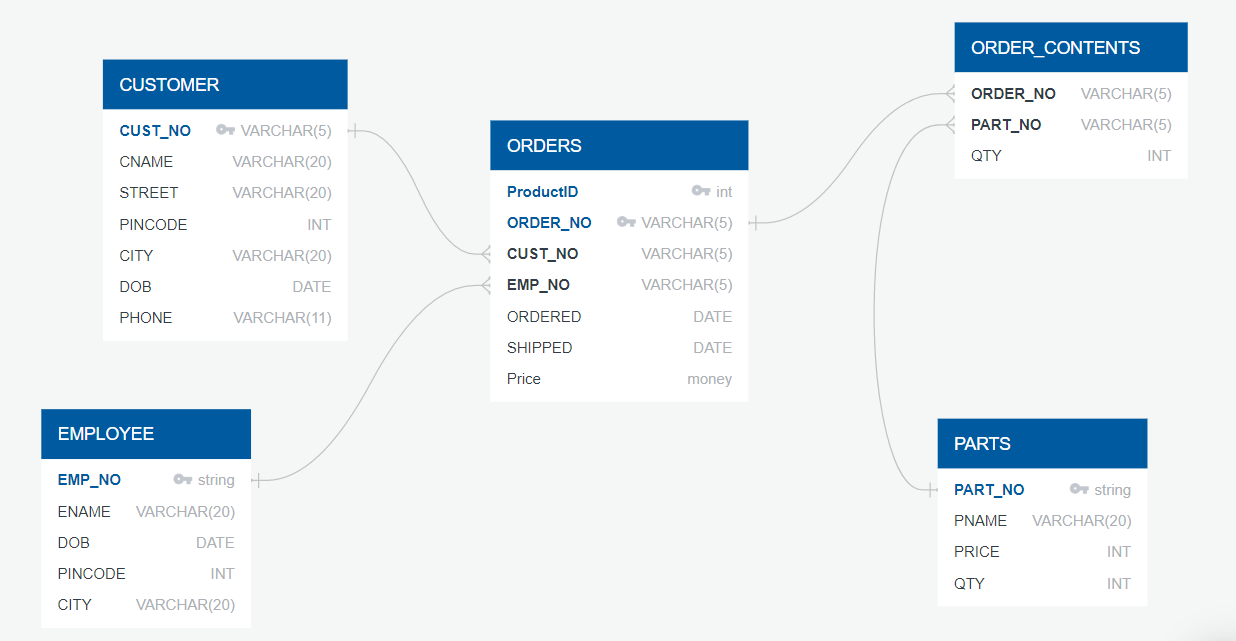 CUSTOMER
CUST_NO VARCHAR(5)
CNAME VARCHAR(20)
STREET VARCHAR(20)
PINCODE INT
CITY VARCHAR(20)
DOB DATE
PHONE VARCHAR(11)
EMPLOYEE
EMP_NO string
ENAME VARCHAR(20)
DOB DATE
PINCODE INT
CITY VARCHAR(20)
ORDERS
ProductID int
ORDER_NO VARCHAR(5)
CUST_NO VARCHAR(5)
EMP_NO VARCHAR(5)
ORDERED DATE
SHIPPED DATE
Price money
ORDER_CONTENTS
ORDER_NO VARCHAR(5)
PART_NO VARCHAR(5)
QTY INT
PARTS
PART_NO string
PNAME VARCHAR(20)
PRICE INT
QTY INT